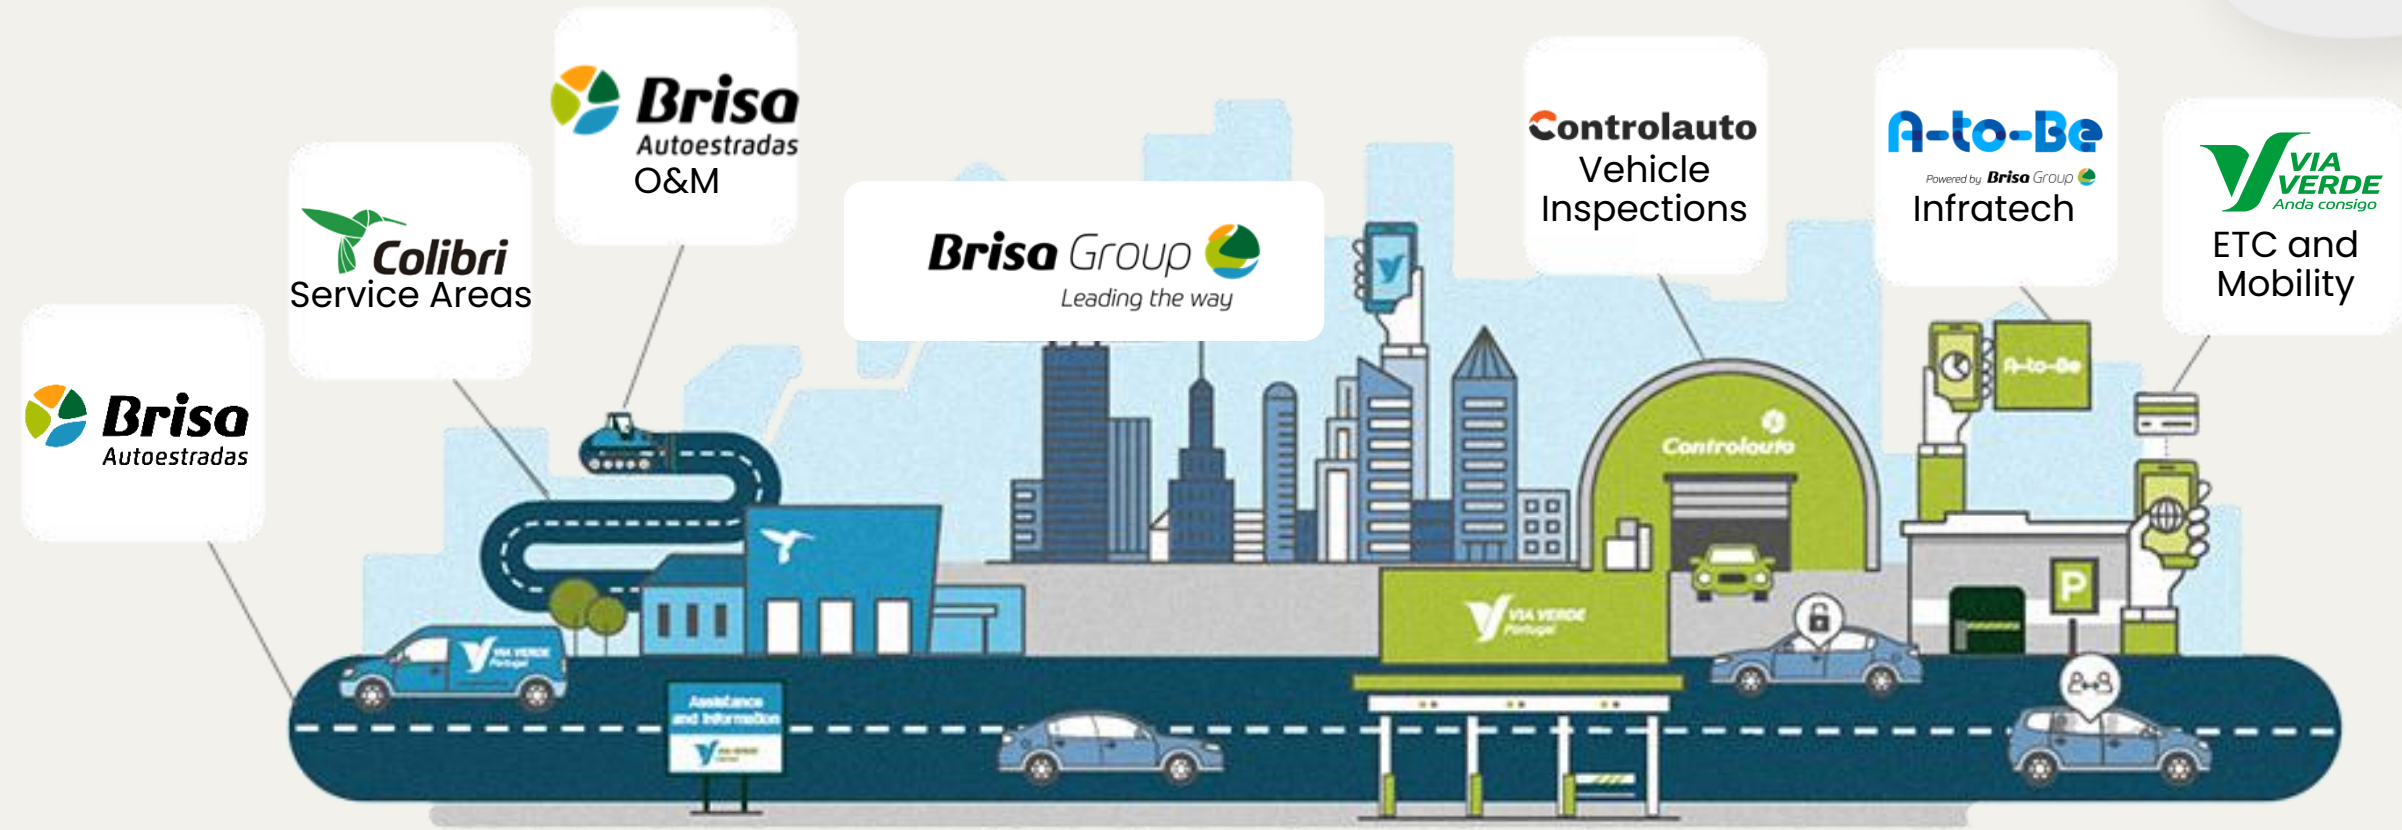 Brisa
Autoestradas
Colibri
Service Areas
Brisa
Autoestradas
O&M
Brisa Group
Leading the way
Controlauto
Vehicle
Inspections
A-to-Be
Powered by Brisa Group
Infratech
VIA
VERDE
Anda consigo
ETC and
Mobility
A-to-Be
Controlauto
P
VIA VERDE
Portugal
VIA VERDE
Portugal
Assistance
and Information